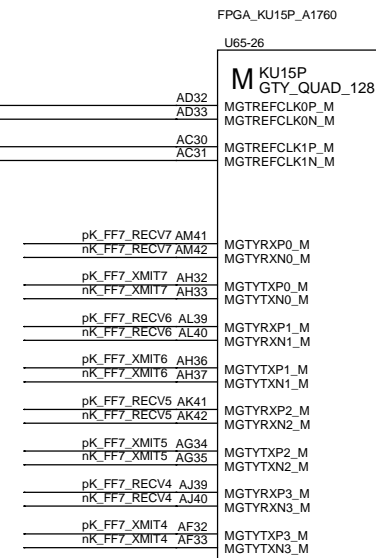 FPGA_KU15P_A1760
U65-26
M KU15P
GTY_QUAD_128
AD32 MGTREFCLK0P_M
AD33 MGTREFCLK0N_M
AC30 MGTREFCLK1P_M
AC31 MGTREFCLK1N_M
pK_FF7_RECV7 AM41 MGTYRXP0_M
nK_FF7_RECV7 AM42 MGTYRXN0_M
pK_FF7_XMIT7 AH32 MGTYTXP0_M
nK_FF7_XMIT7 AH33 MGTYTXN0_M
pK_FF7_RECV6 AL39 MGTYRXP1_M
nK_FF7_RECV6 AL40 MGTYRXN1_M
pK_FF7_XMIT6 AH36 MGTYTXP1_M
nK_FF7_XMIT6 AH37 MGTYTXN1_M
pK_FF7_RECV5 AK41 MGTYRXP2_M
nK_FF7_RECV5 AK42 MGTYRXN2_M
pK_FF7_XMIT5 AG34 MGTYTXP2_M
nK_FF7_XMIT5 AG35 MGTYTXN2_M
pK_FF7_RECV4 AJ39 MGTYRXP3_M
nK_FF7_RECV4 AJ40 MGTYRXN3_M
pK_FF7_XMIT4 AF32 MGTYTXP3_M
nK_FF7_XMIT4 AF33 MGTYTXN3_M